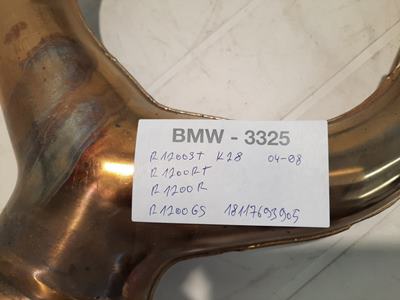 BMW - 3325
R1200ST K28 04-08
R1200RT
R1200R
R1200GS 18117693905